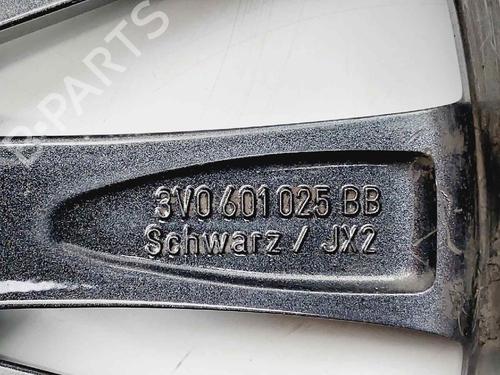 3V0 601 025 BB
Schwarz / JX2
B-PARTS